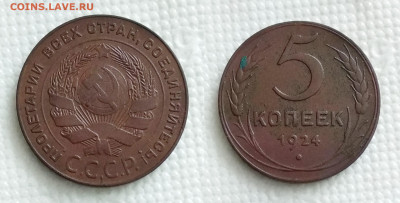 COINS.LAVE.RU
ПРОЛЕТАРИИ ВСЕХ СТРАН, СОЕДИНЯЙТЕСЬ!
С.С.С.Р.
5
КОПЕЕК
1924